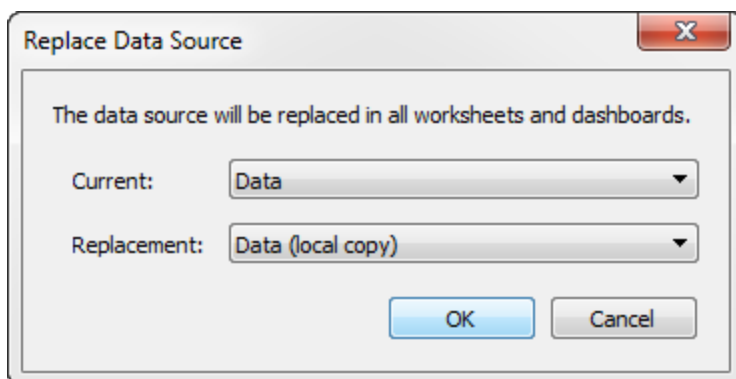 Replace Data Source
The data source will be replaced in all worksheets and dashboards.
Current: Data
Replacement: Data (local copy)
OK Cancel